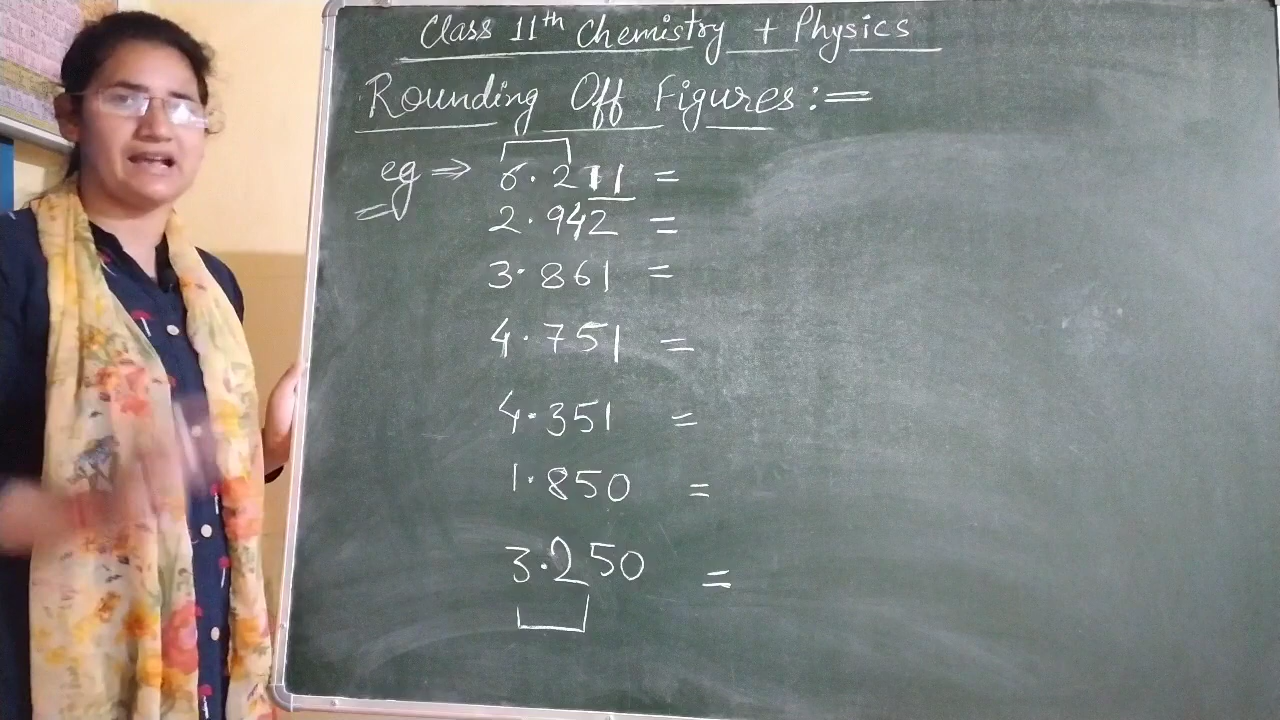 Class 11th Chemistry + Physics
Rounding Off Figures :=
eg ⇒ 6.211 =
2.942 =
3.861 =
4.751 =
4.351 =
1.850 =
3.250 =